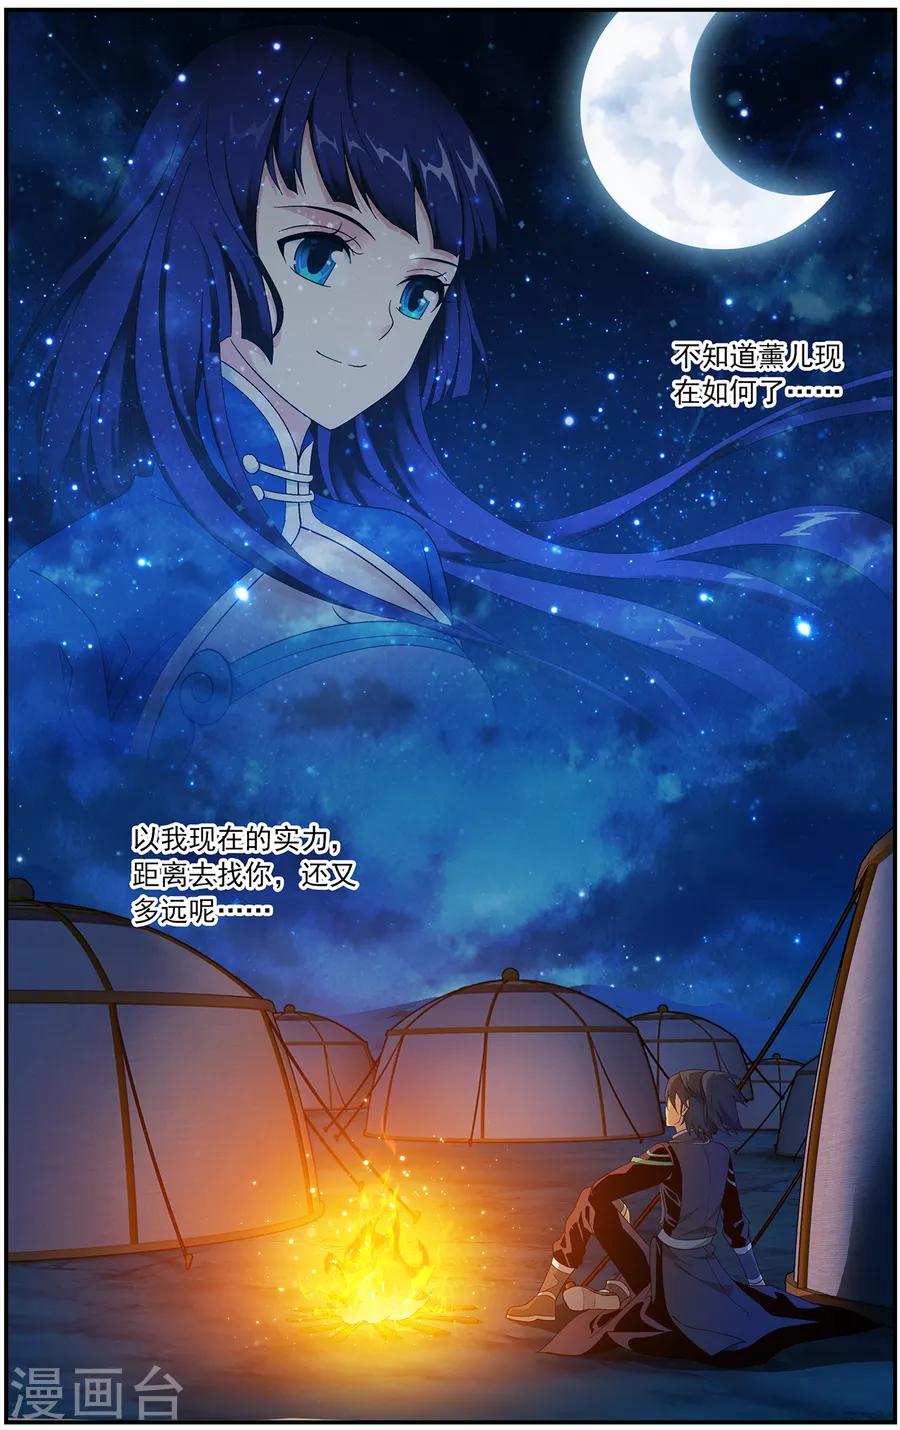 不知道薰儿现
在如何了……
以我现在的实力，
距离去找你，还又
多远呢……
漫画台